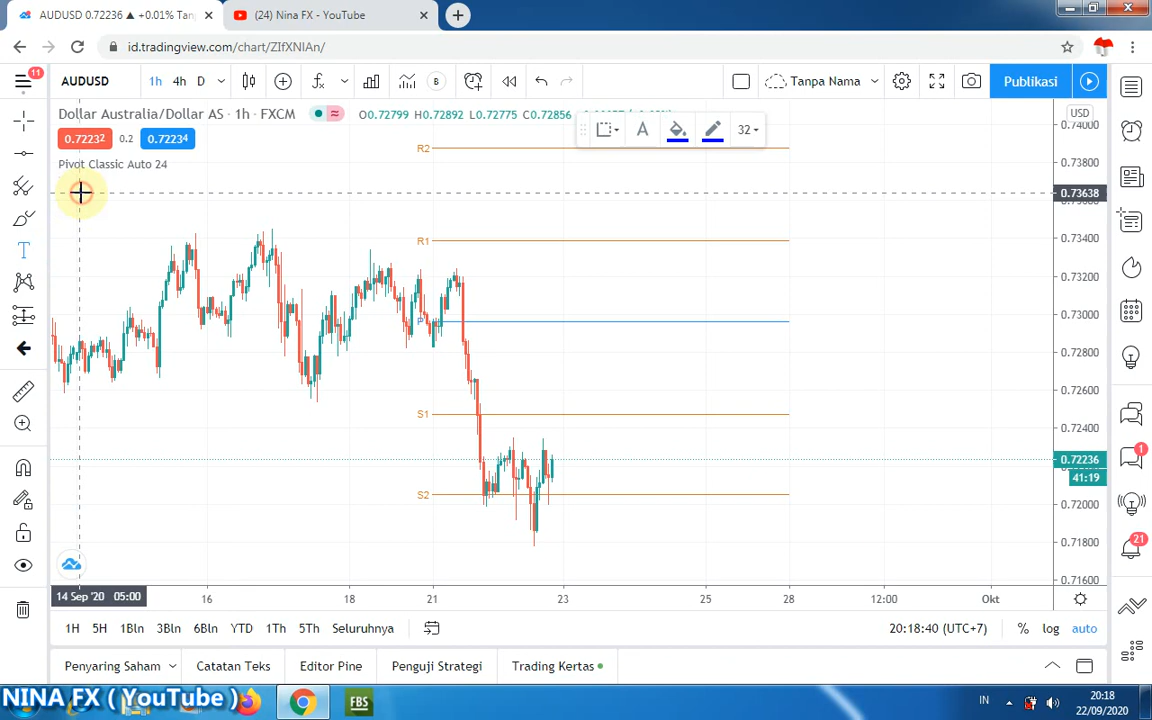 AUDUSD 0.72236 ▲ +0.01% Tan
(24) Nina FX - YouTube
id.tradingview.com/chart/ZIfXNIAn/
11
AUDUSD
1h 4h D
B
Tanpa Nama
Publikasi
Dollar Australia/Dollar AS · 1h · FXCM
O0.72799 H0.72892 L0.72775 C0.72856
USD
0.72232
0.2
0.72234
32
Pivot Classic Auto 24
R2
R1
P
S1
S2
0.74000
0.73800
0.73638
0.73400
0.73200
0.73000
0.72800
0.72600
0.72400
0.72236
41:19
0.72000
0.71800
0.71600
1
21
14 Sep '20 05:00
16
18
21
23
25
28
12:00
Okt
1H 5H 1Bln 3Bln 6Bln YTD 1Th 5Th Seluruhnya
20:18:40 (UTC+7)
% log auto
Penyaring Saham
Catatan Teks
Editor Pine
Penguji Strategi
Trading Kertas
NINA FX ( YouTube )
FBS
IN
20:18
22/09/2020